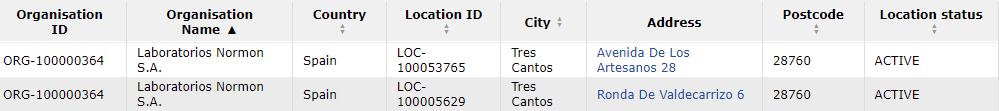 Organisation ID
Organisation Name ▲
Country
Location ID
City
Address
Postcode
Location status
ORG-100000364
Laboratorios Normon S.A.
Spain
LOC-100053765
Tres Cantos
Avenida De Los Artesanos 28
28760
ACTIVE
ORG-100000364
Laboratorios Normon S.A.
Spain
LOC-100005629
Tres Cantos
Ronda De Valdecarrizo 6
28760
ACTIVE